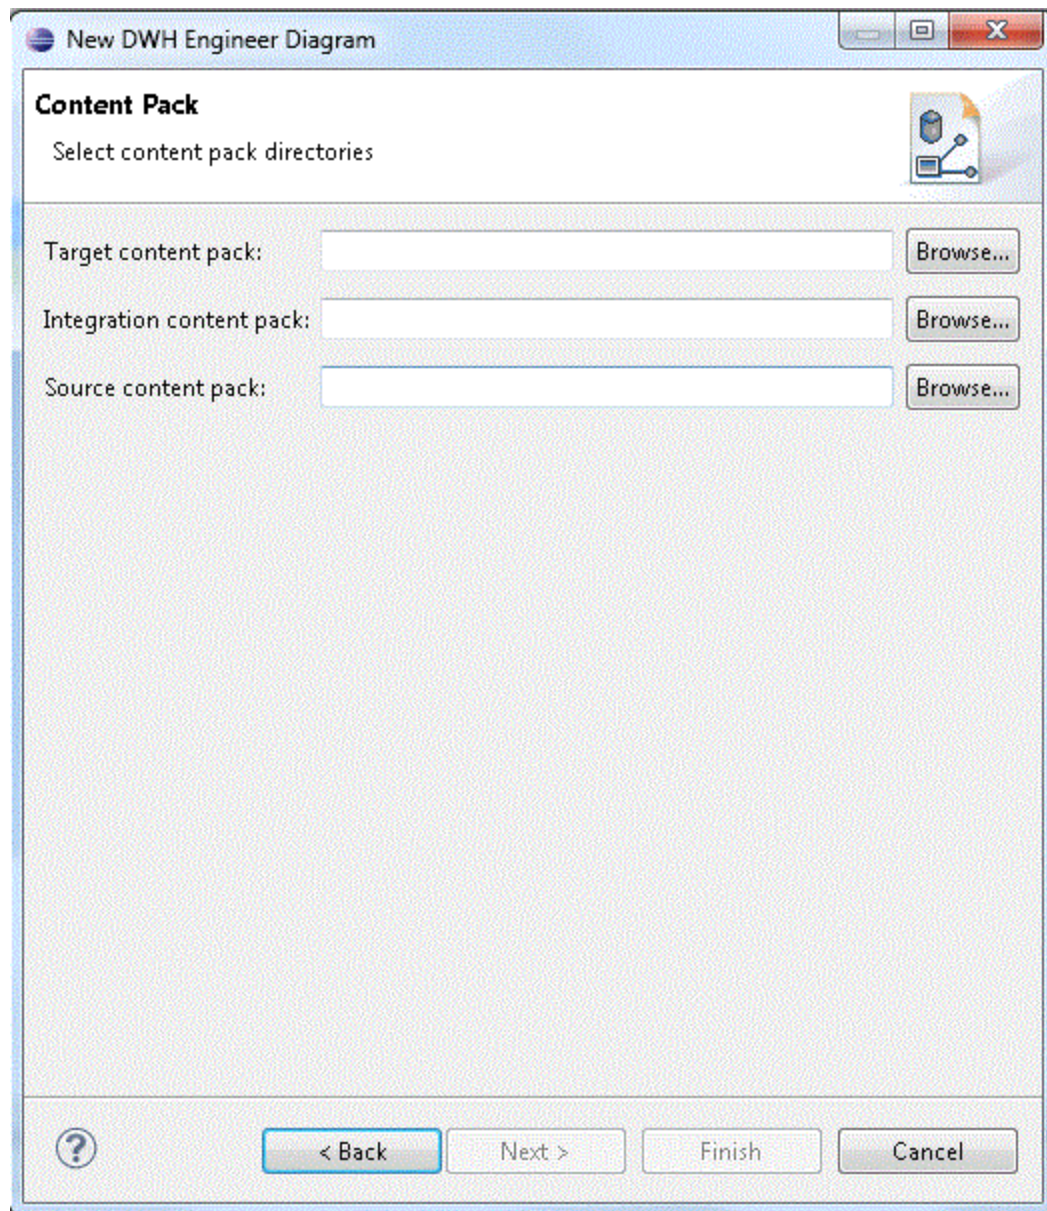 New DWH Engineer Diagram
Content Pack
Select content pack directories
Target content pack:
Browse...
Integration content pack:
Browse...
Source content pack:
Browse...
?
< Back
Next >
Finish
Cancel